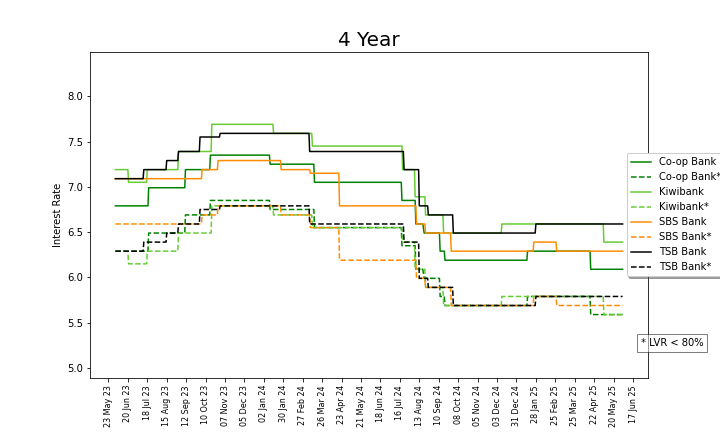 4 Year
Interest Rate
8.0
7.5
7.0
6.5
6.0
5.5
5.0
23 May 23
20 Jun 23
18 Jul 23
15 Aug 23
12 Sep 23
10 Oct 23
07 Nov 23
05 Dec 23
02 Jan 24
30 Jan 24
27 Feb 24
26 Mar 24
23 Apr 24
21 May 24
18 Jun 24
16 Jul 24
13 Aug 24
10 Sep 24
08 Oct 24
05 Nov 24
03 Dec 24
31 Dec 24
28 Jan 25
25 Feb 25
25 Mar 25
22 Apr 25
20 May 25
17 Jun 25
Co-op Bank
Co-op Bank*
Kiwibank
Kiwibank*
SBS Bank
SBS Bank*
TSB Bank
TSB Bank*
* LVR < 80%